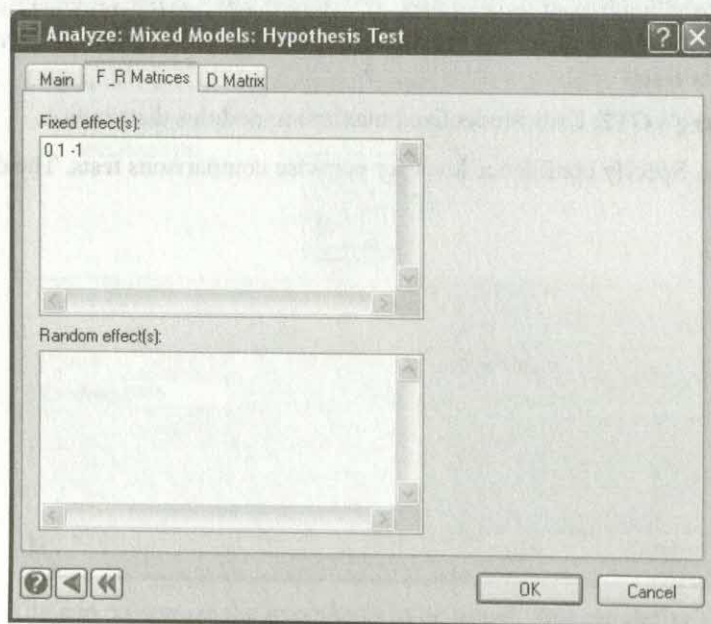 Analyze: Mixed Models: Hypothesis Test
Main F_R Matrices D Matrix
Fixed effect(s):
0 1 -1
Random effect(s):
OK Cancel